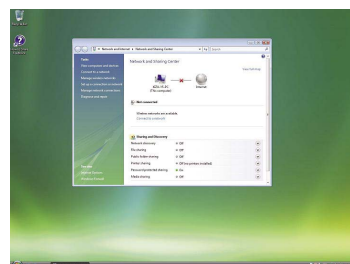 Network and Internet ▸ Network and Sharing Center
Search
Tasks
View computers and devices
Connect to a network
Manage wireless networks
Set up a connection or network
Manage network connections
Diagnose and repair
Network and Sharing Center
View full map
(This computer)
Internet
Not connected
Wireless networks are available
Connect to a network
Sharing and Discovery
Network discovery
Off
File sharing
Off
Public folder sharing
Off
Printer sharing
Off (no printers installed)
Password protected sharing
On
Media sharing
Off
See also
Internet Options
Windows Firewall